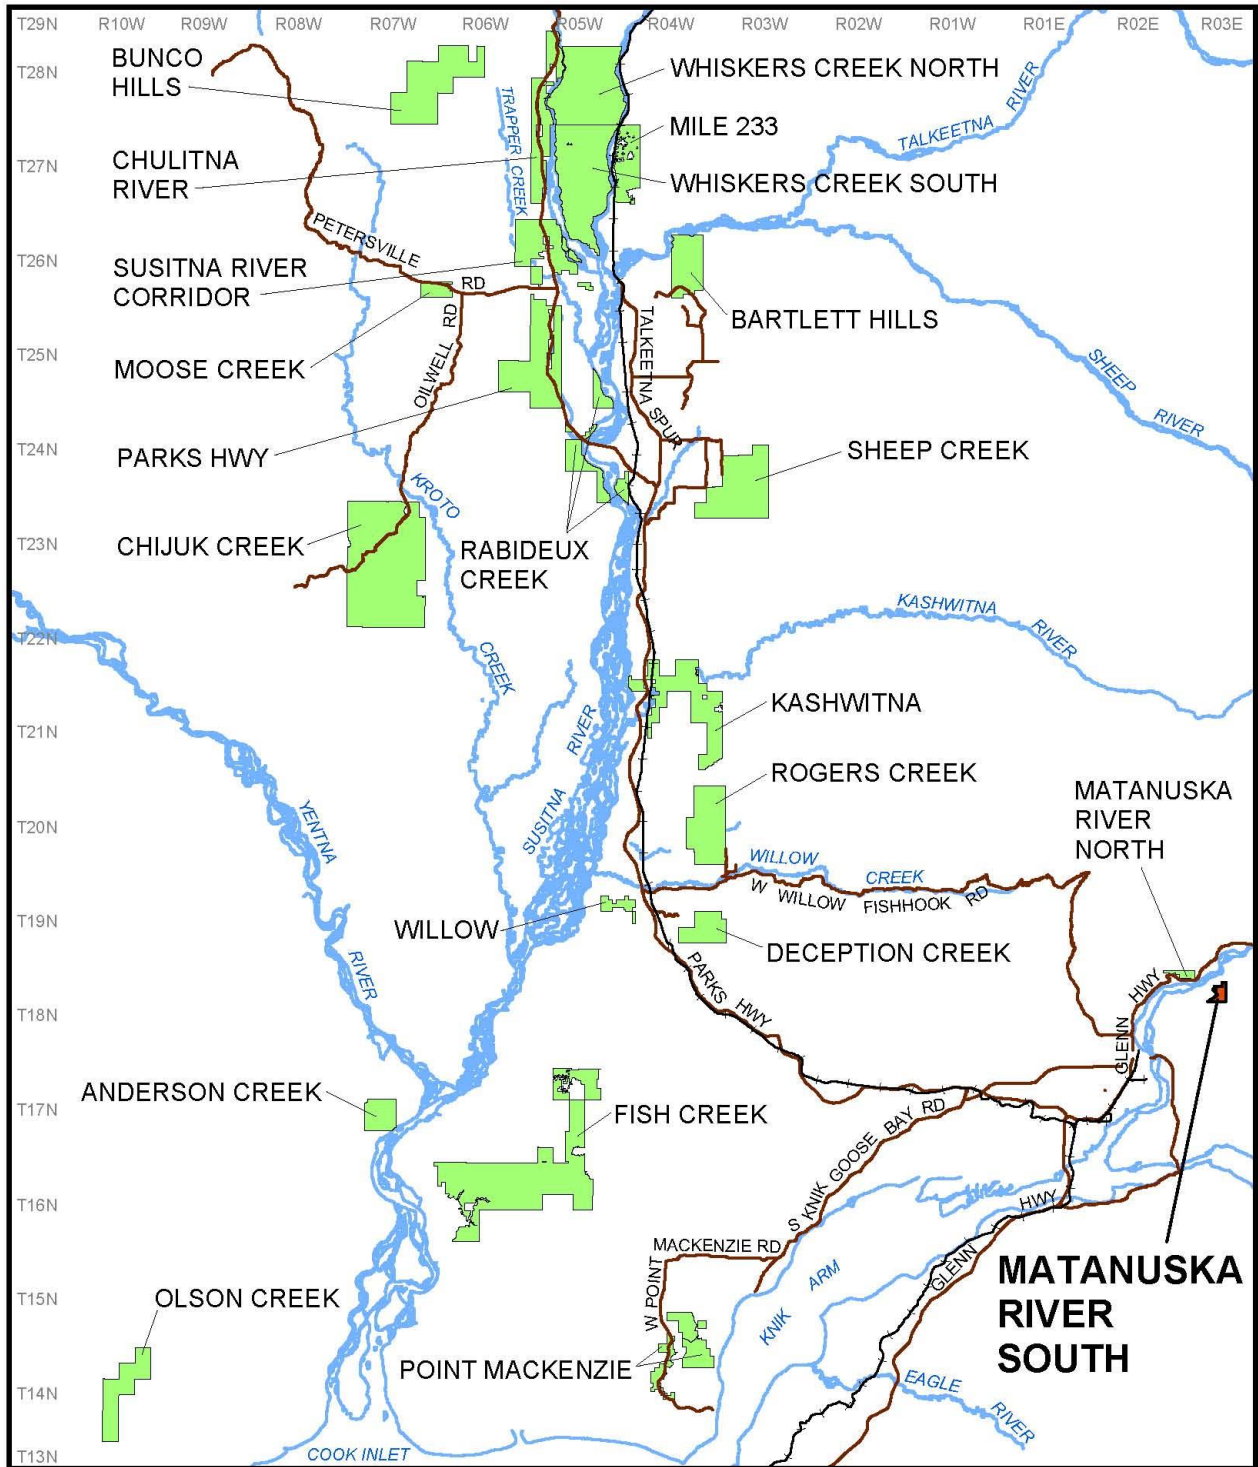 T29N R10W R09W R08W R07W R06W R05W R04W R03W R02W R01W R01E R02E R03E
T28N
T27N
T26N
T25N
T24N
T23N
T22N
T21N
T20N
T19N
T18N
T17N
T16N
T15N
T14N
T13N
BUNCO
HILLS
WHISKERS CREEK NORTH
MILE 233
WHISKERS CREEK SOUTH
CHULITNA
RIVER
TRAPPER CREEK
TALKEETNA RIVER
PETERSVILLE RD
SUSITNA RIVER
CORRIDOR
BARTLETT HILLS
MOOSE CREEK
OILWELL RD
TALKEETNA SPUR
SHEEP RIVER
PARKS HWY
SHEEP CREEK
KROTO CREEK
CHIJUK CREEK
RABIDEUX
CREEK
KASHWITNA RIVER
KASHWITNA
SUSITNA RIVER
ROGERS CREEK
MATANUSKA
RIVER
NORTH
YENTNA RIVER
WILLOW CREEK
W WILLOW FISHHOOK RD
WILLOW
DECEPTION CREEK
PARKS HWY
GLENN HWY
ANDERSON CREEK
FISH CREEK
S KNIK GOOSE BAY RD
W POINT MACKENZIE RD
GLENN HWY
KNIK ARM
MATANUSKA
RIVER
SOUTH
OLSON CREEK
POINT MACKENZIE
EAGLE RIVER
COOK INLET